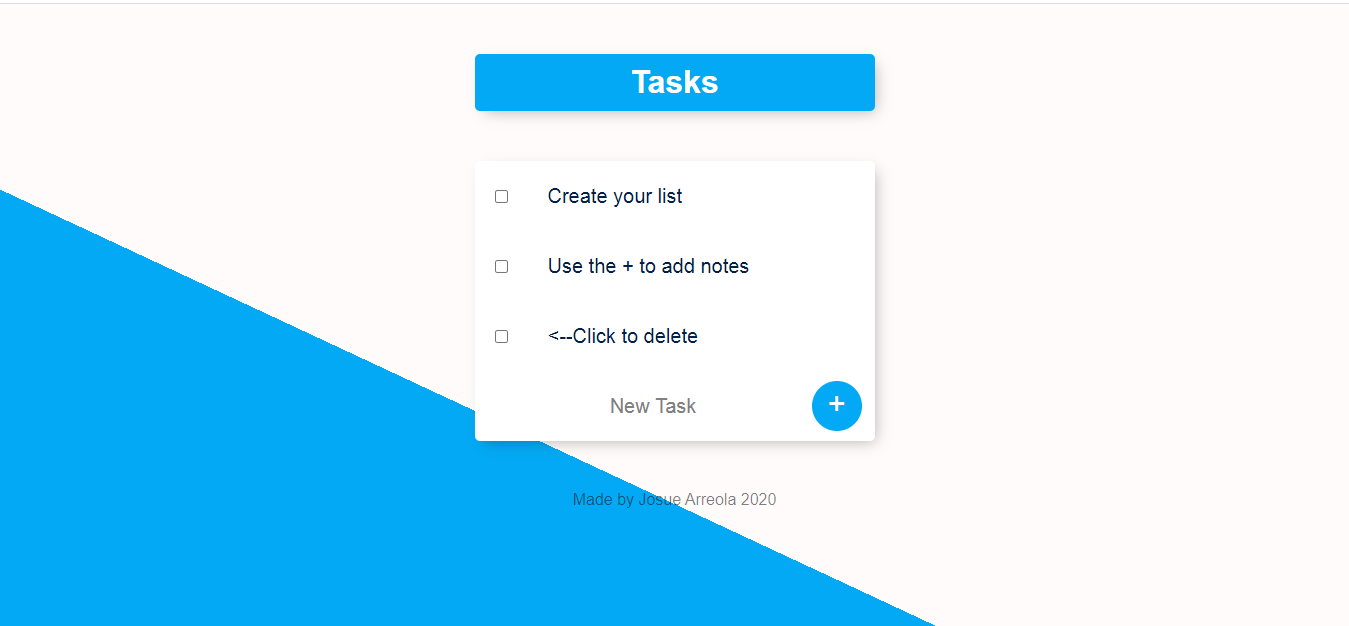 Tasks
Create your list
Use the + to add notes
<--Click to delete
New Task
+
Made by Josue Arreola 2020